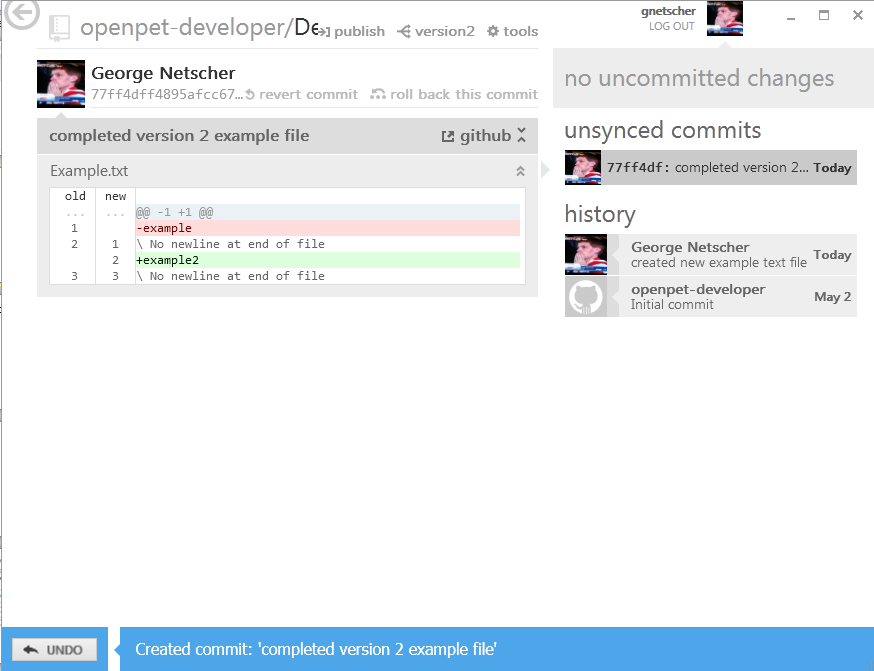 openpet-developer/De
publish
version2
tools
gnetscher
LOG OUT
George Netscher
77ff4dff4895afcc67...
revert commit
roll back this commit
completed version 2 example file
github
Example.txt
old new
... ... @@ -1 +1 @@
1 -example
2 1 \ No newline at end of file
2 +example2
3 3 \ No newline at end of file
no uncommitted changes
unsynced commits
77ff4df: completed version 2... Today
history
George Netscher
created new example text file
Today
openpet-developer
Initial commit
May 2
UNDO
Created commit: 'completed version 2 example file'